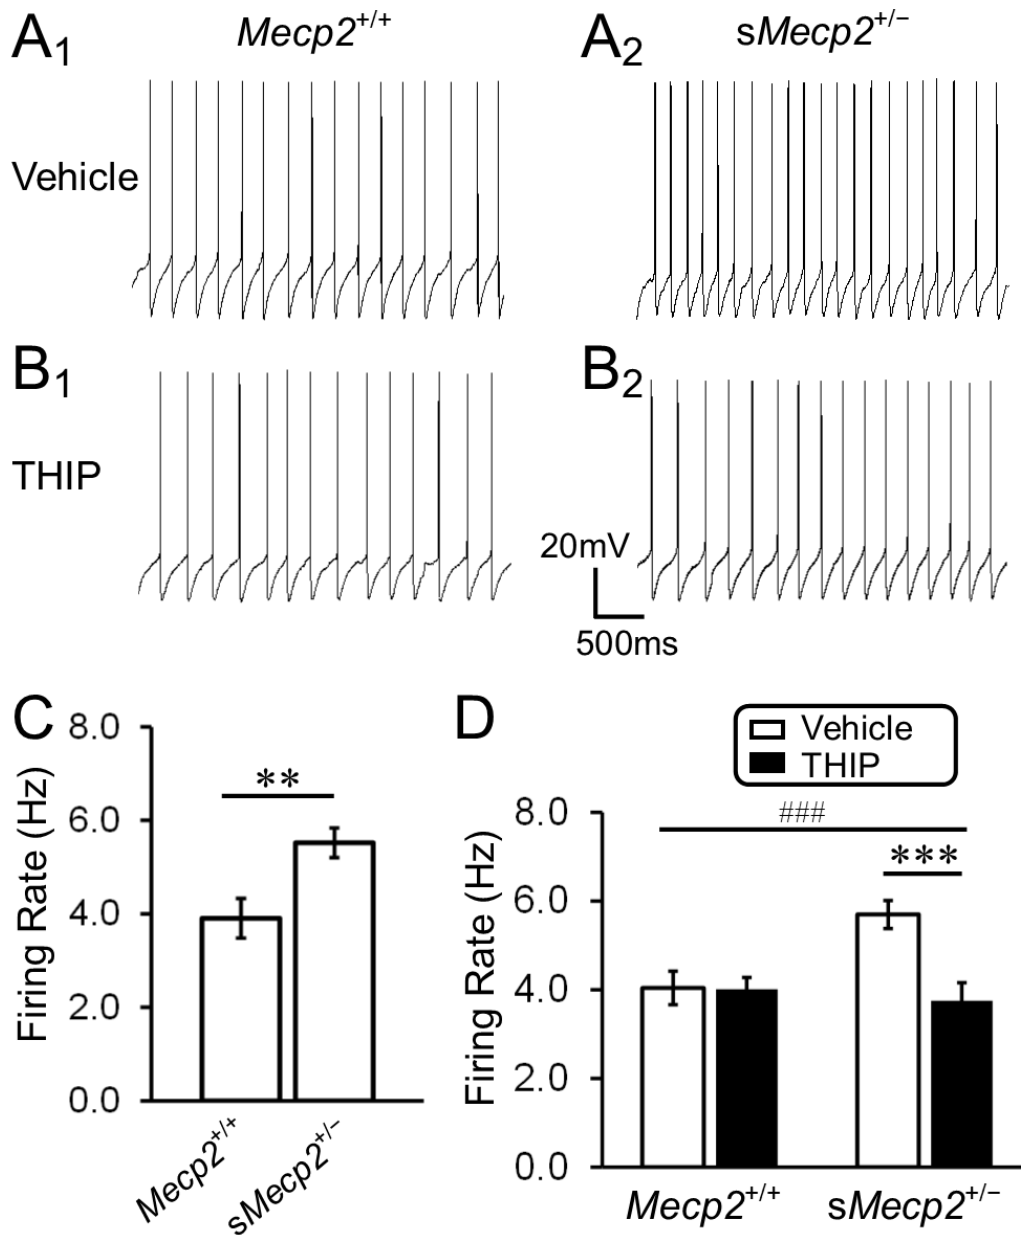 A1 Mecp2+/+ A2 sMecp2+/−
Vehicle
B1 B2
THIP
20mV
500ms
C D
Vehicle
THIP
8.0
6.0
4.0
2.0
0.0
Firing Rate (Hz)
**
Mecp2+/+
sMecp2+/−
8.0
6.0
4.0
2.0
0.0
Firing Rate (Hz)
###
***
Mecp2+/+ sMecp2+/−